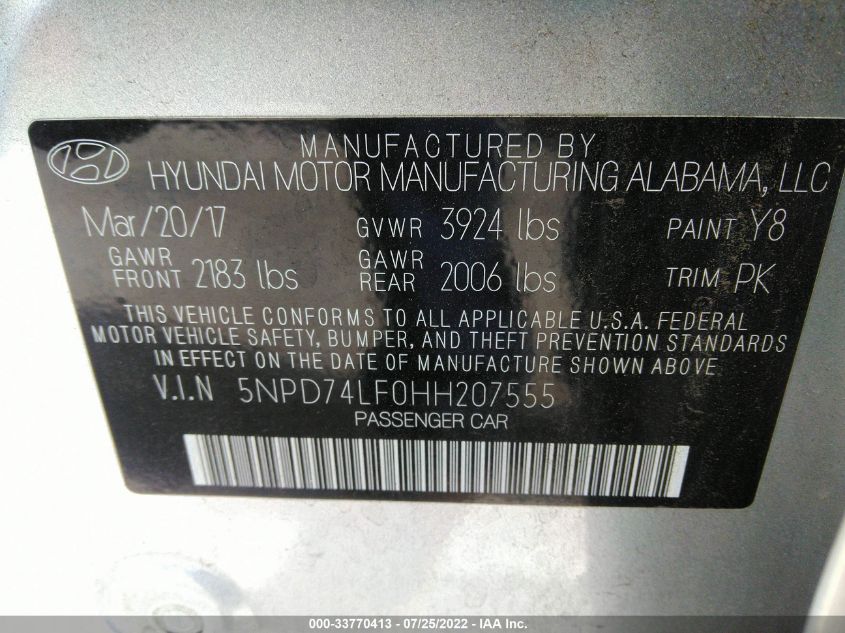 MANUFACTURED BY
HYUNDAI MOTOR MANUFACTURING ALABAMA, LLC
Mar/20/17 GVWR 3924 lbs PAINT Y8
GAWR FRONT 2183 lbs GAWR REAR 2006 lbs TRIM PK
THIS VEHICLE CONFORMS TO ALL APPLICABLE U.S.A. FEDERAL
MOTOR VEHICLE SAFETY, BUMPER, AND THEFT PREVENTION STANDARDS
IN EFFECT ON THE DATE OF MANUFACTURE SHOWN ABOVE.
V.I.N 5NPD74LF0HH207555
PASSENGER CAR
000-33770413 - 07/25/2022 - IAA Inc.